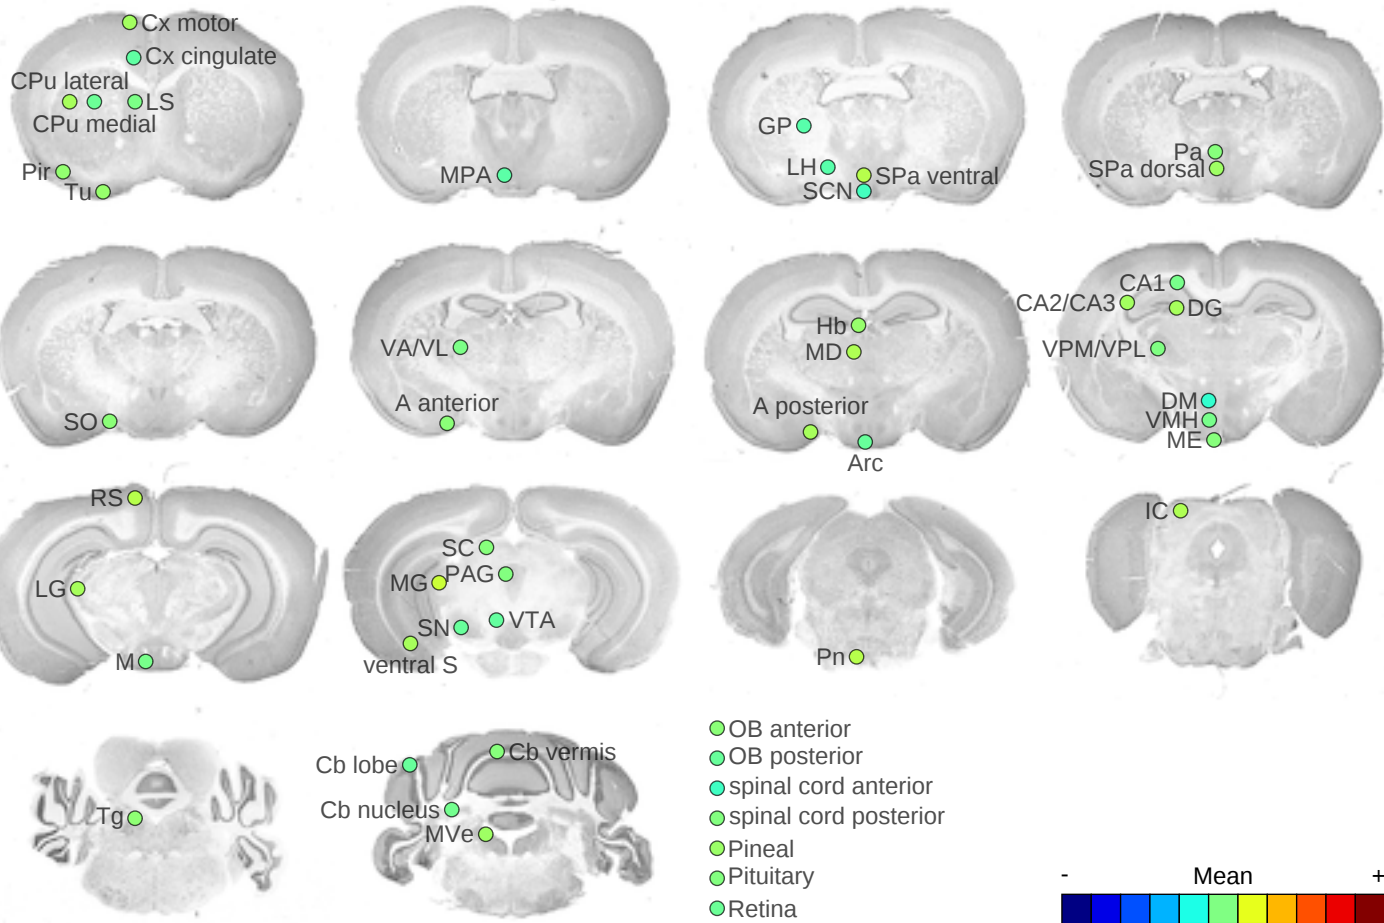 Cx motor
Cx cingulate
CPu lateral
LS
CPu medial
Pir
Tu
MPA
GP
LH
SPa ventral
SCN
Pa
SPa dorsal
SO
VA/VL
A anterior
Hb
MD
A posterior
Arc
CA1
CA2/CA3
DG
VPM/VPL
DM
VMH
ME
RS
LG
M
SC
MG
PAG
SN
VTA
ventral S
Pn
IC
Tg
Cb lobe
Cb vermis
Cb nucleus
MVe
OB anterior
OB posterior
spinal cord anterior
spinal cord posterior
Pineal
Pituitary
Retina
- Mean +